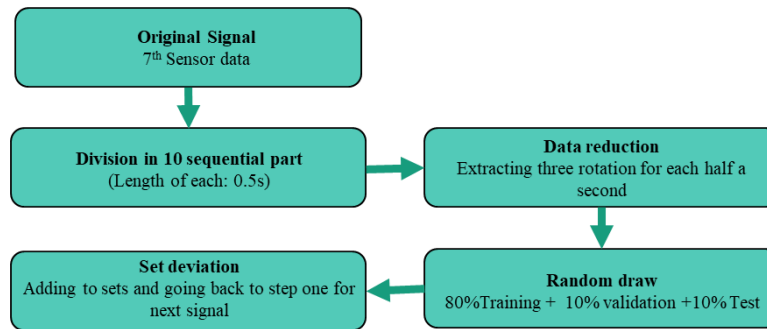 Original Signal
7th Sensor data
Division in 10 sequential part
(Length of each: 0.5s)
Data reduction
Extracting three rotation for each half a
second
Random draw
80%Training + 10% validation +10% Test
Set deviation
Adding to sets and going back to step one for
next signal